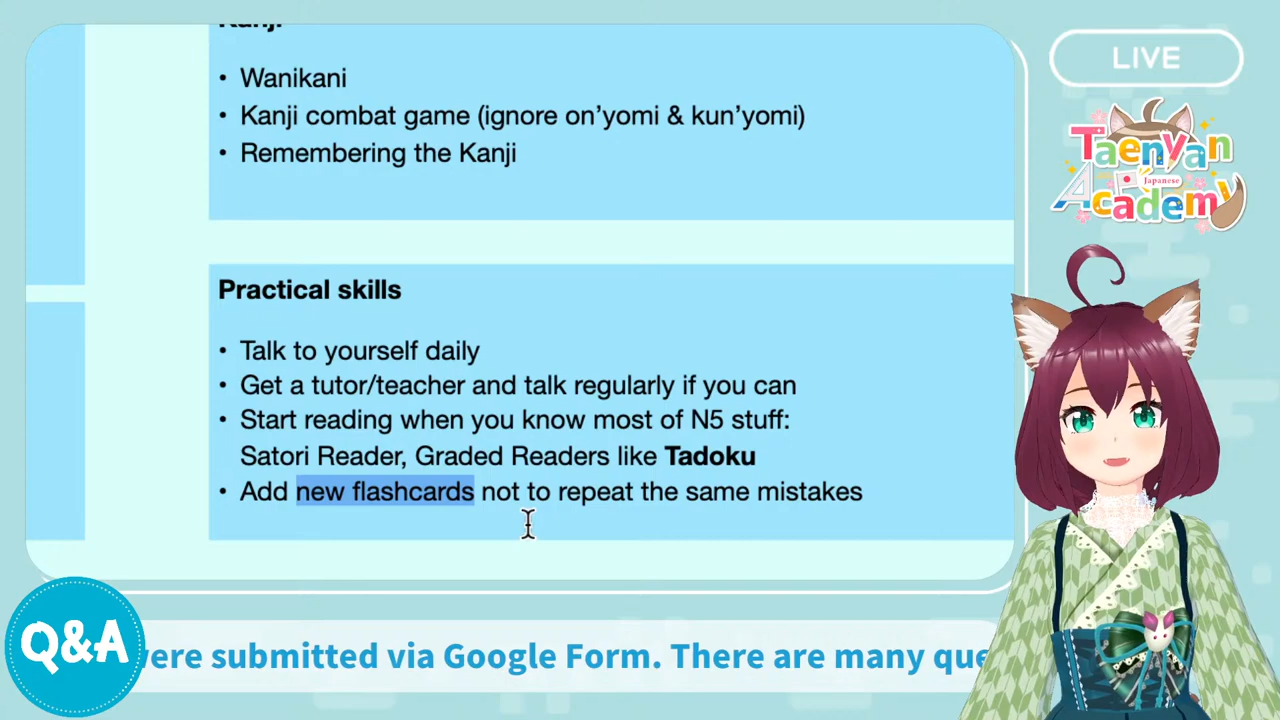 Kanji
• Wanikani
• Kanji combat game (ignore on’yomi & kun’yomi)
• Remembering the Kanji
Practical skills
• Talk to yourself daily
• Get a tutor/teacher and talk regularly if you can
• Start reading when you know most of N5 stuff:
Satori Reader, Graded Readers like Tadoku
• Add new flashcards not to repeat the same mistakes
LIVE
Taenyan
Japanese
Academy
Q&A
were submitted via Google Form. There are many que